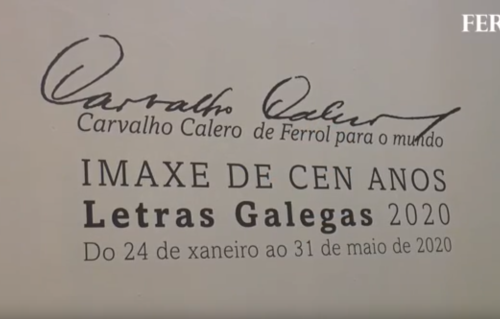 FER
Carvalho Calero
Carvalho Calero de Ferrol para o mundo
IMAXE DE CEN ANOS
Letras Galegas 2020
Do 24 de xaneiro ao 31 de maio de 2020